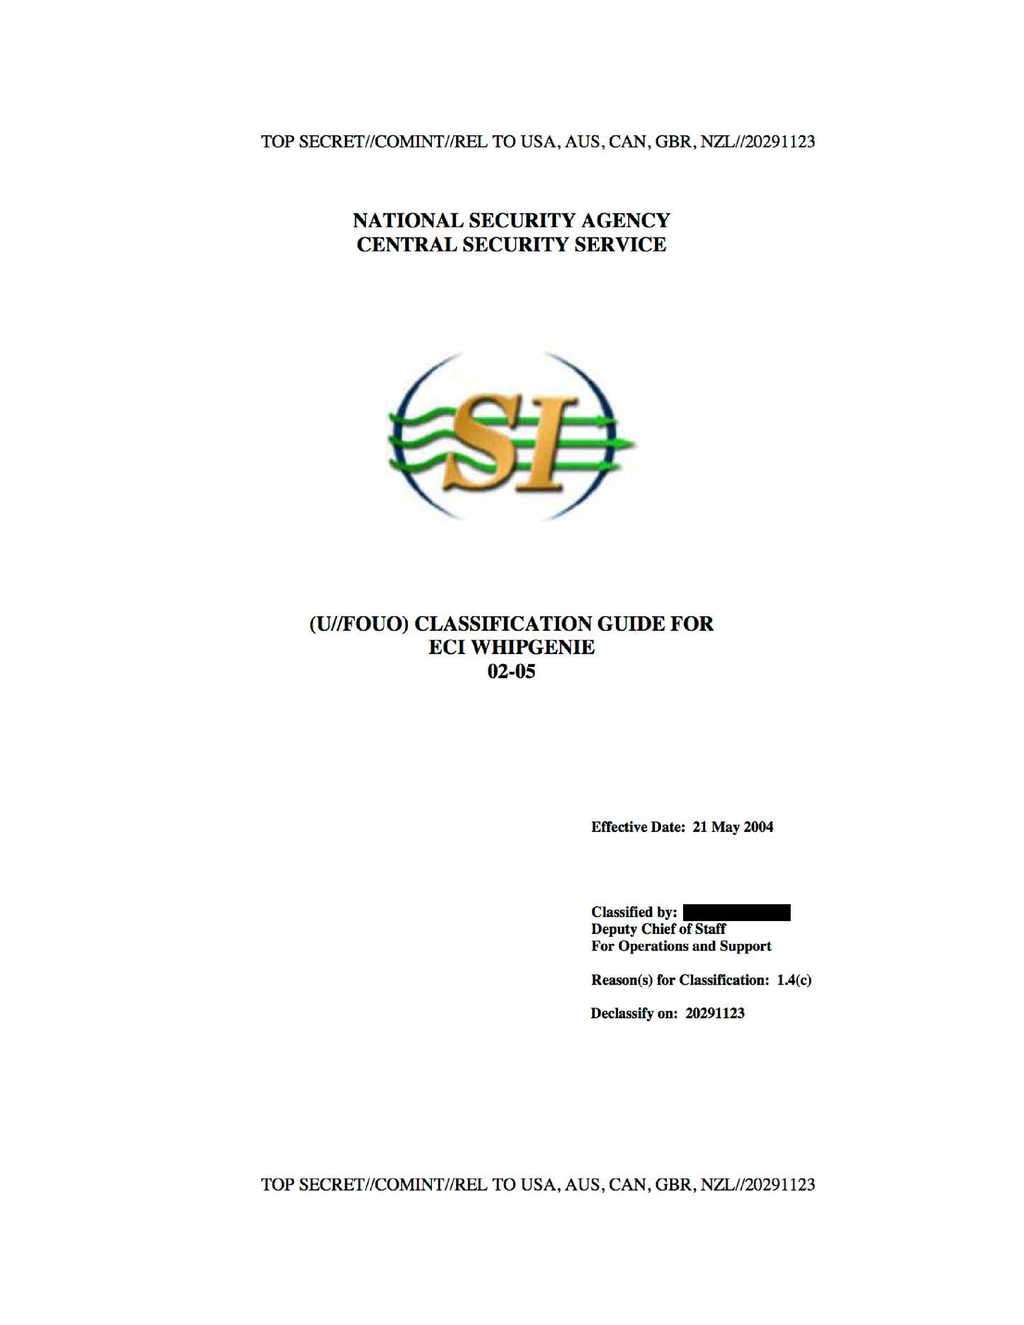 TOP SECRET//COMINT//REL TO USA, AUS, CAN, GBR, NZL//20291123
NATIONAL SECURITY AGENCY
CENTRAL SECURITY SERVICE
SI
(U//FOUO) CLASSIFICATION GUIDE FOR
ECI WHIPGENIE
02-05
Effective Date: 21 May 2004
Classified by:
Deputy Chief of Staff
For Operations and Support
Reason(s) for Classification: 1.4(c)
Declassify on: 20291123
TOP SECRET//COMINT//REL TO USA, AUS, CAN, GBR, NZL//20291123